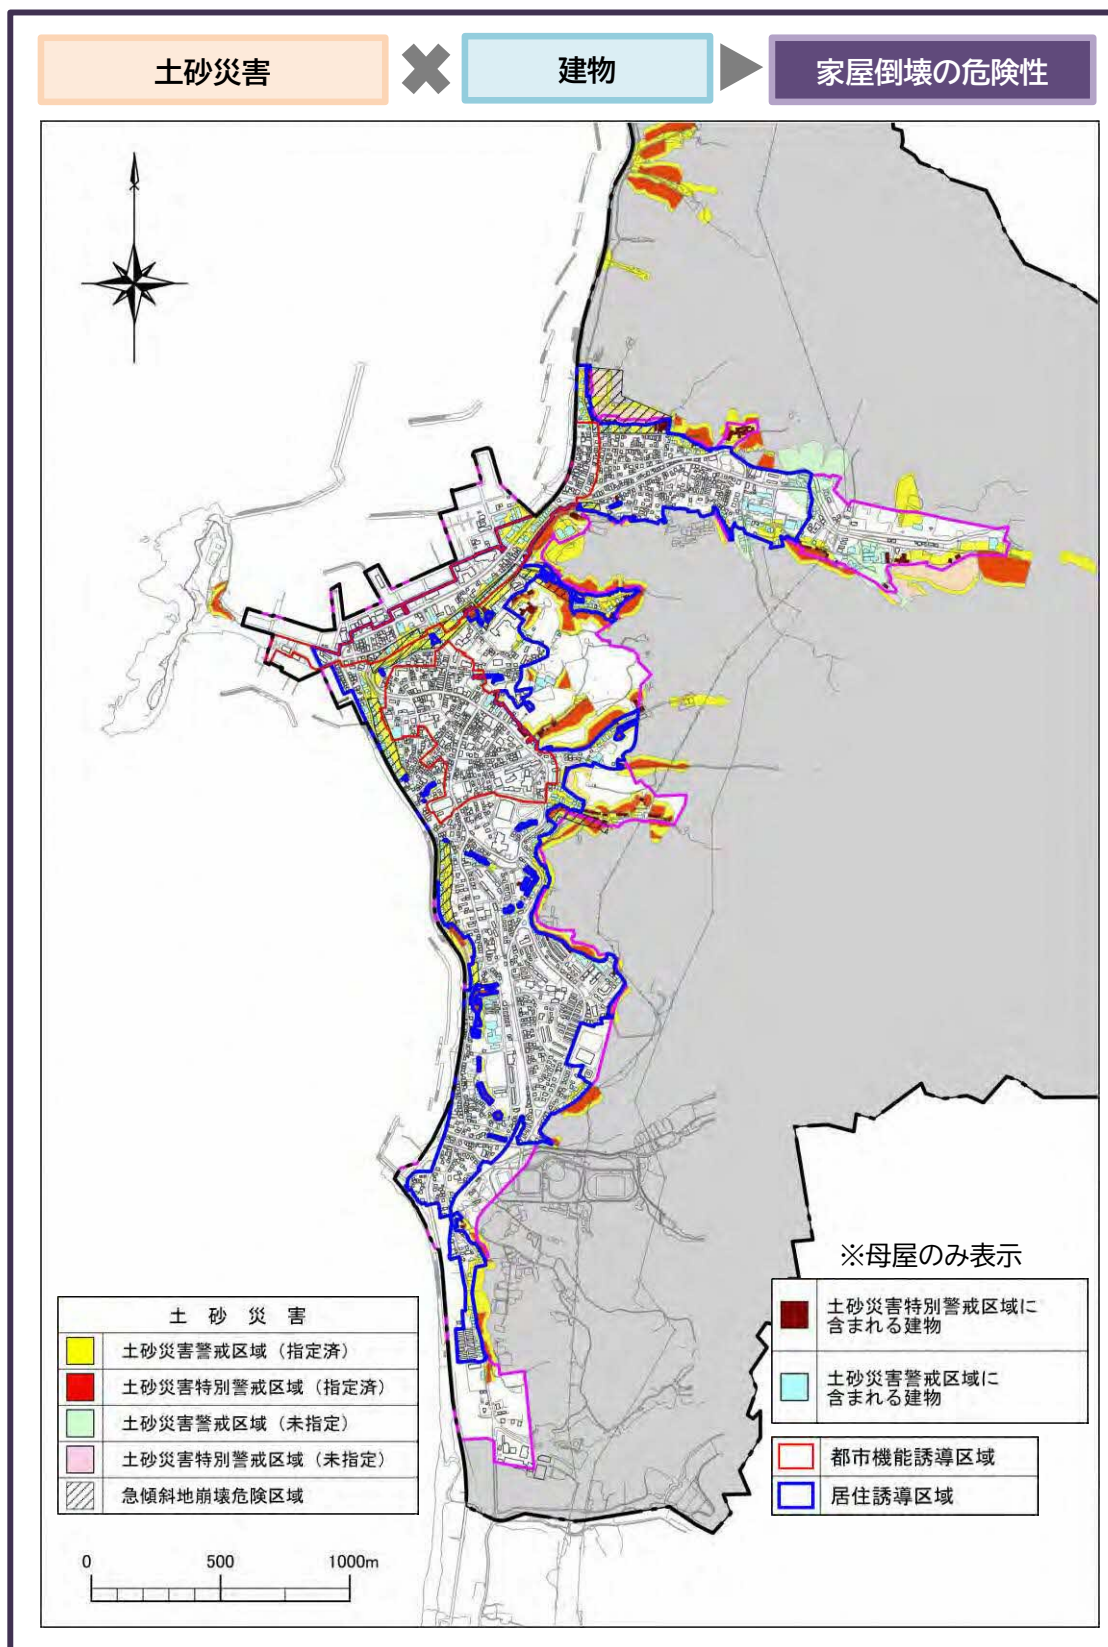 土砂災害
建物
家屋倒壊の危険性
※母屋のみ表示
土砂災害
土砂災害警戒区域（指定済）
土砂災害特別警戒区域（指定済）
土砂災害警戒区域（未指定）
土砂災害特別警戒区域（未指定）
急傾斜地崩壊危険区域
土砂災害特別警戒区域に
含まれる建物
土砂災害警戒区域に
含まれる建物
都市機能誘導区域
居住誘導区域
0 500 1000m